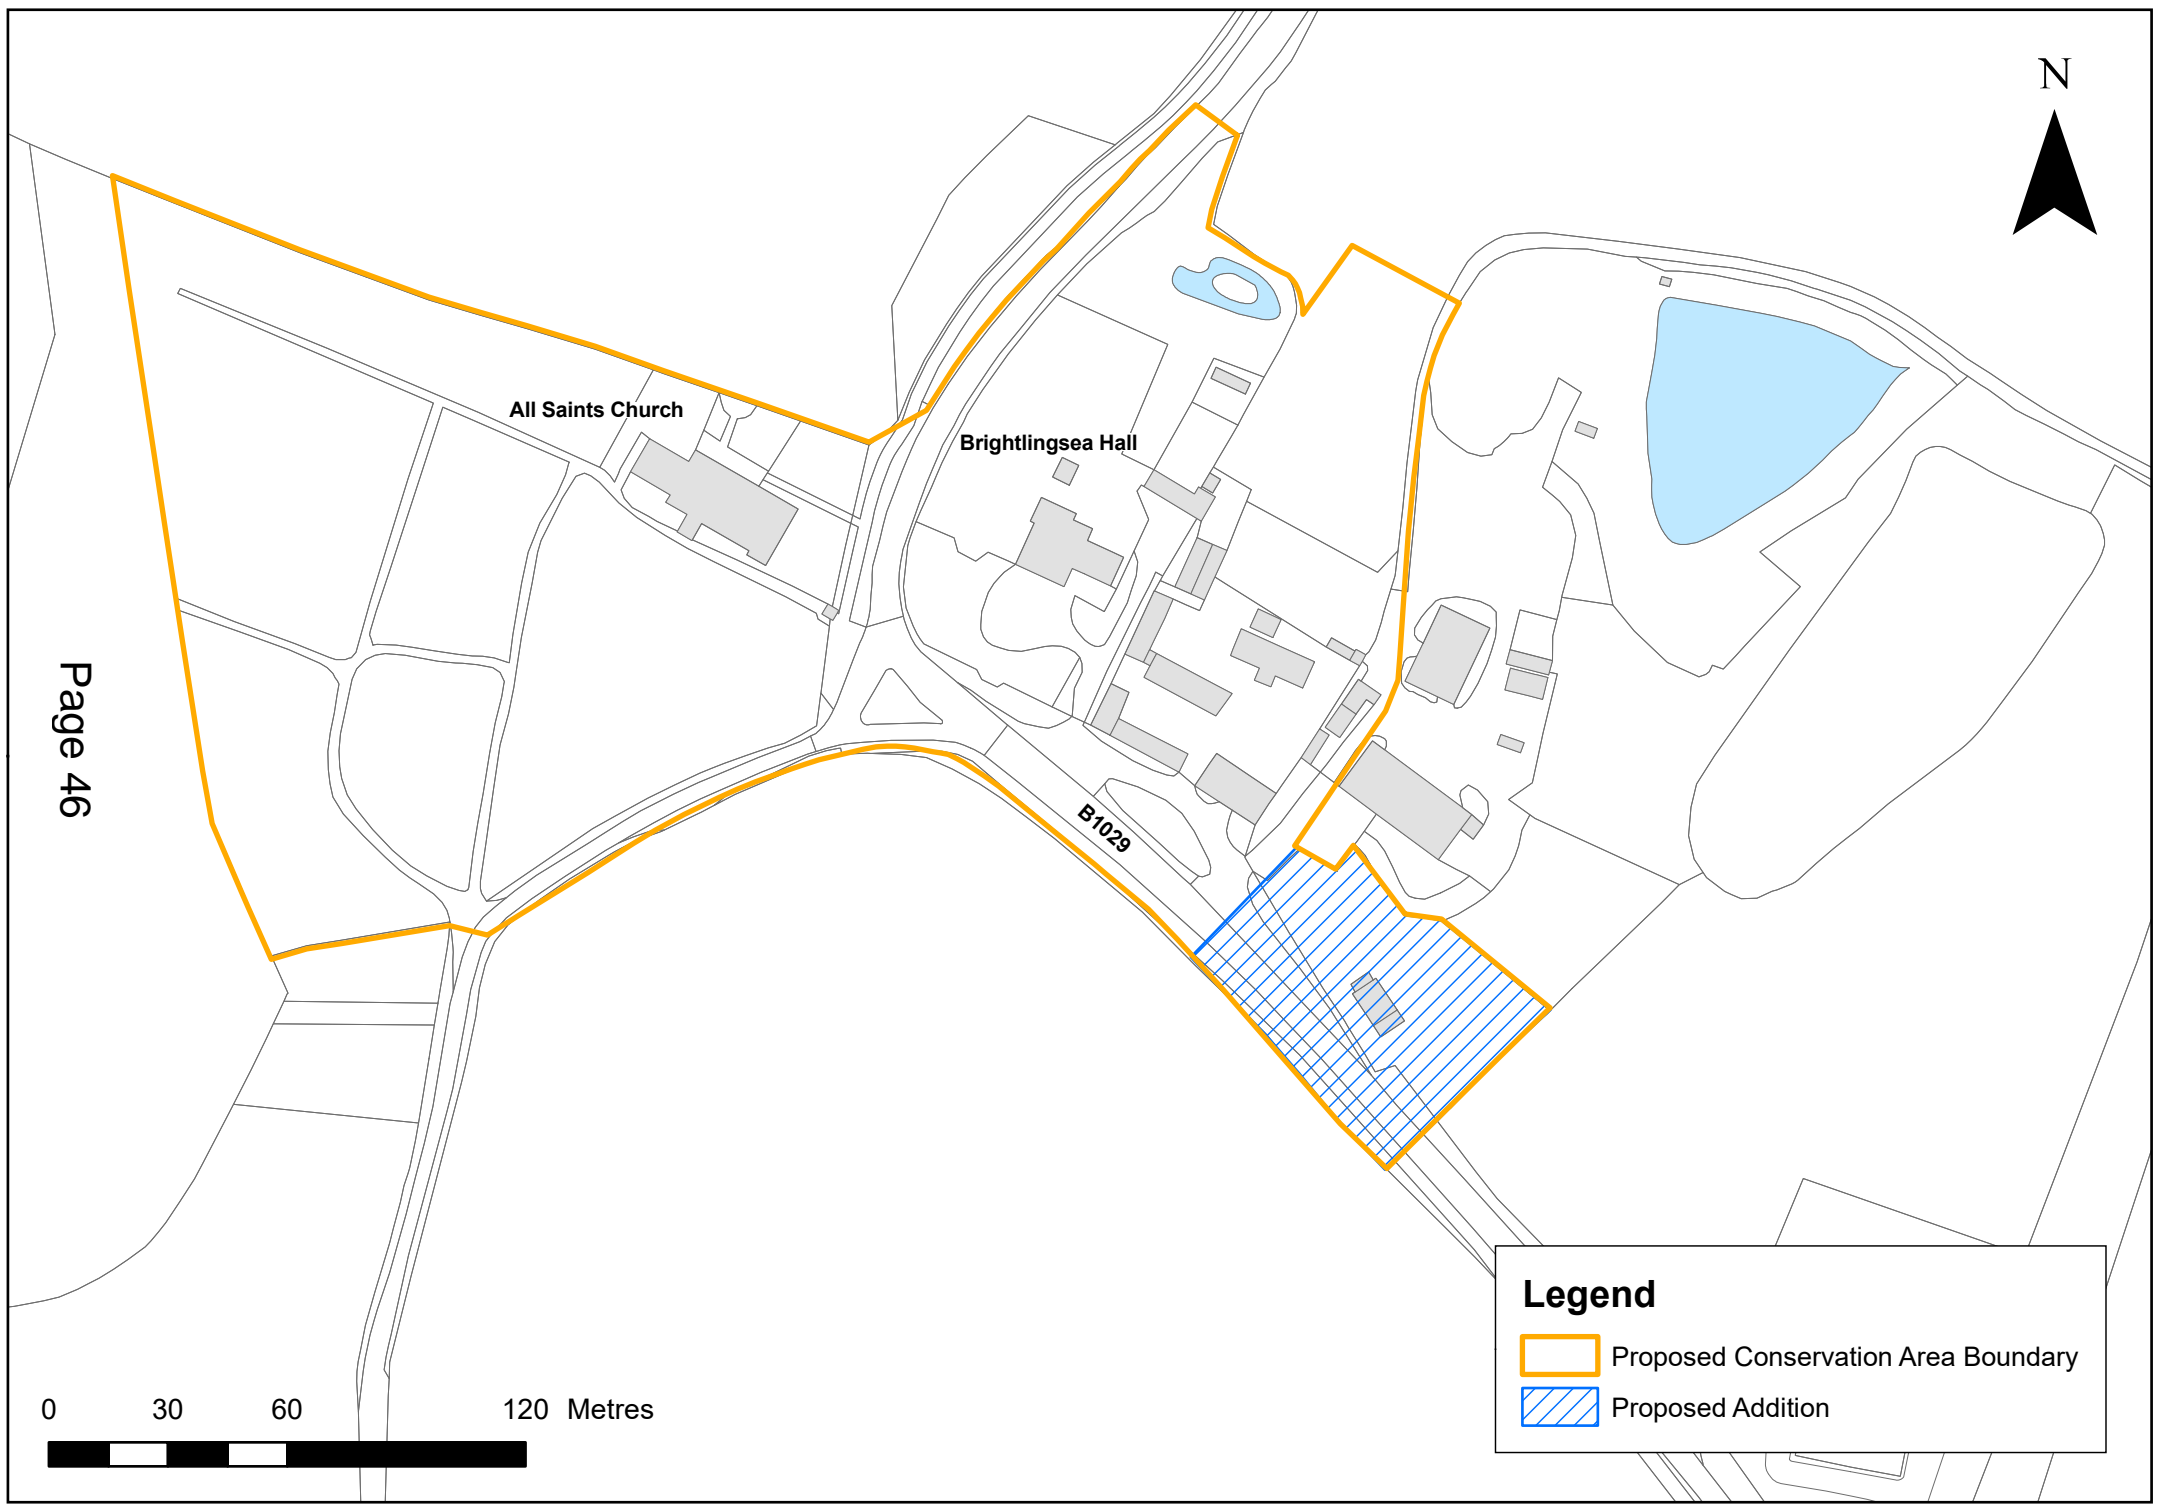 N
All Saints Church
Brightlingsea Hall
B1029
Page 46
Legend
Proposed Conservation Area Boundary
Proposed Addition
0 30 60 120 Metres